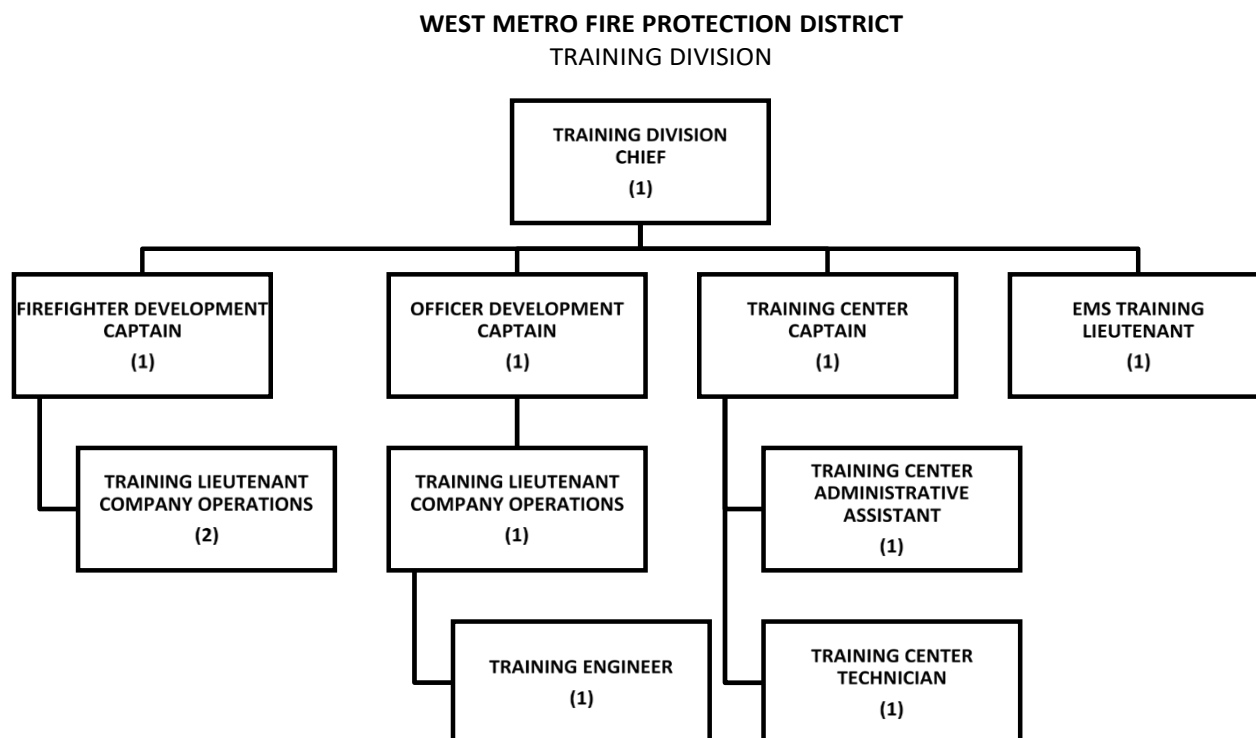 WEST METRO FIRE PROTECTION DISTRICT
TRAINING DIVISION
TRAINING DIVISION
CHIEF
(1)
FIREFIGHTER DEVELOPMENT
CAPTAIN
(1)
OFFICER DEVELOPMENT
CAPTAIN
(1)
TRAINING CENTER
CAPTAIN
(1)
EMS TRAINING
LIEUTENANT
(1)
TRAINING LIEUTENANT
COMPANY OPERATIONS
(2)
TRAINING LIEUTENANT
COMPANY OPERATIONS
(1)
TRAINING CENTER
ADMINISTRATIVE
ASSISTANT
(1)
TRAINING ENGINEER
(1)
TRAINING CENTER
TECHNICIAN
(1)